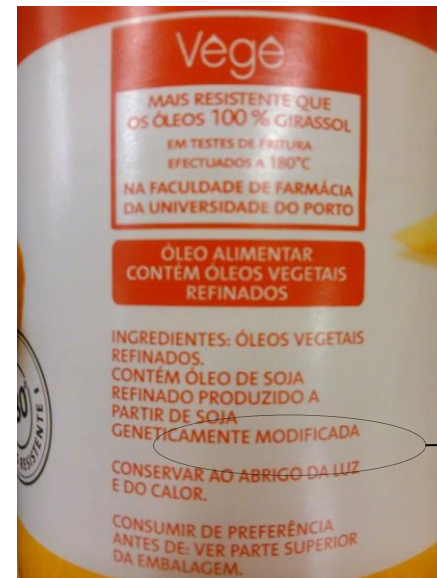 Vêgê
MAIS RESISTENTE QUE
OS ÓLEOS 100 % GIRASSOL
EM TESTES DE FRITURA
EFECTUADOS A 180°C
NA FACULDADE DE FARMÁCIA
DA UNIVERSIDADE DO PORTO
ÓLEO ALIMENTAR
CONTÉM ÓLEOS VEGETAIS
REFINADOS
INGREDIENTES: ÓLEOS VEGETAIS
REFINADOS.
CONTÉM ÓLEO DE SOJA
REFINADO PRODUZIDO A
PARTIR DE SOJA
GENETICAMENTE MODIFICADA
CONSERVAR AO ABRIGO DA LUZ
E DO CALOR.
CONSUMIR DE PREFERÊNCIA
ANTES DE: VER PARTE SUPERIOR
DA EMBALAGEM.